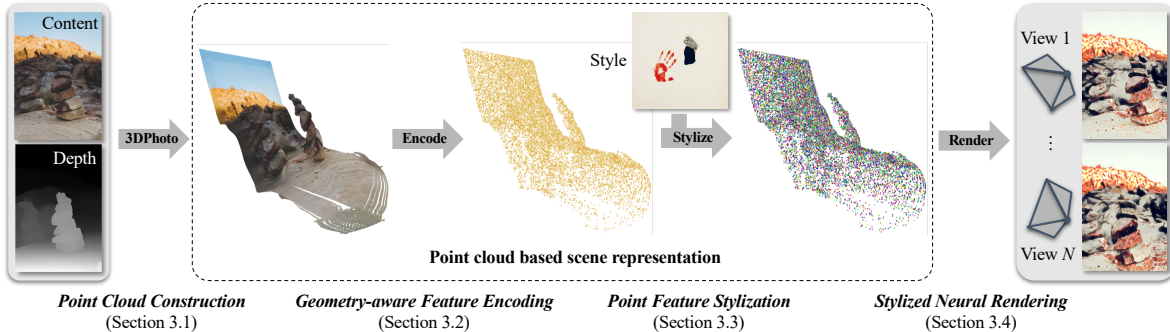 Content
Depth
3DPhoto
Encode
Style
Stylize
Render
View 1
⋮
View N
Point cloud based scene representation
Point Cloud Construction
(Section 3.1)
Geometry-aware Feature Encoding
(Section 3.2)
Point Feature Stylization
(Section 3.3)
Stylized Neural Rendering
(Section 3.4)